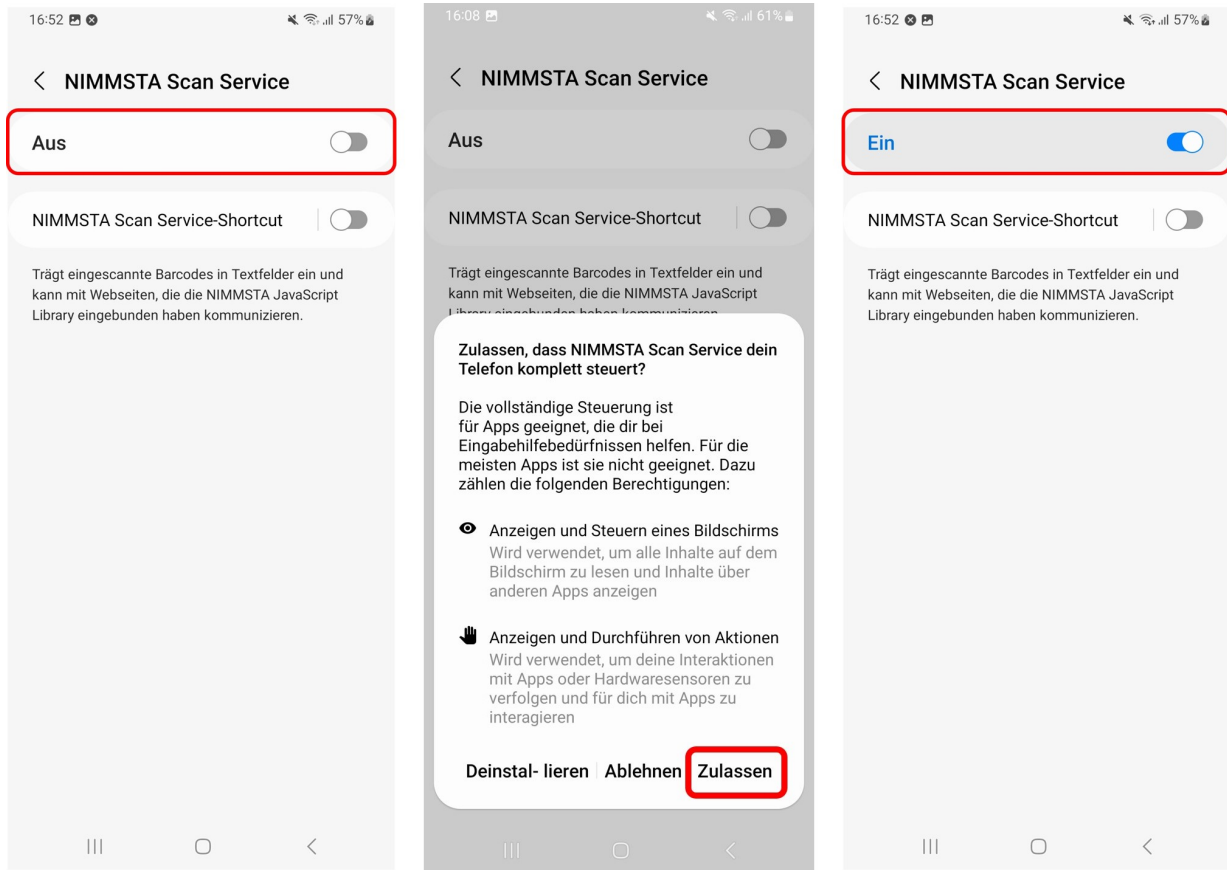 16:52
57%
NIMMSTA Scan Service
Aus
NIMMSTA Scan Service-Shortcut
Trägt eingescannte Barcodes in Textfelder ein und
kann mit Webseiten, die die NIMMSTA JavaScript
Library eingebunden haben kommunizieren.
16:08
61%
NIMMSTA Scan Service
Aus
NIMMSTA Scan Service-Shortcut
Trägt eingescannte Barcodes in Textfelder ein und
kann mit Webseiten, die die NIMMSTA JavaScript
Library eingebunden haben kommunizieren.
Zulassen, dass NIMMSTA Scan Service dein
Telefon komplett steuert?
Die vollständige Steuerung ist
für Apps geeignet, die dir bei
Eingabehilfebedürfnissen helfen. Für die
meisten Apps ist sie nicht geeignet. Dazu
zählen die folgenden Berechtigungen:
Anzeigen und Steuern eines Bildschirms
Wird verwendet, um alle Inhalte auf dem
Bildschirm zu lesen und Inhalte über
anderen Apps anzeigen
Anzeigen und Durchführen von Aktionen
Wird verwendet, um deine Interaktionen
mit Apps oder Hardwaresensoren zu
verfolgen und für dich mit Apps zu
interagieren
Deinstal- lieren Ablehnen Zulassen
16:52
57%
NIMMSTA Scan Service
Ein
NIMMSTA Scan Service-Shortcut
Trägt eingescannte Barcodes in Textfelder ein und
kann mit Webseiten, die die NIMMSTA JavaScript
Library eingebunden haben kommunizieren.